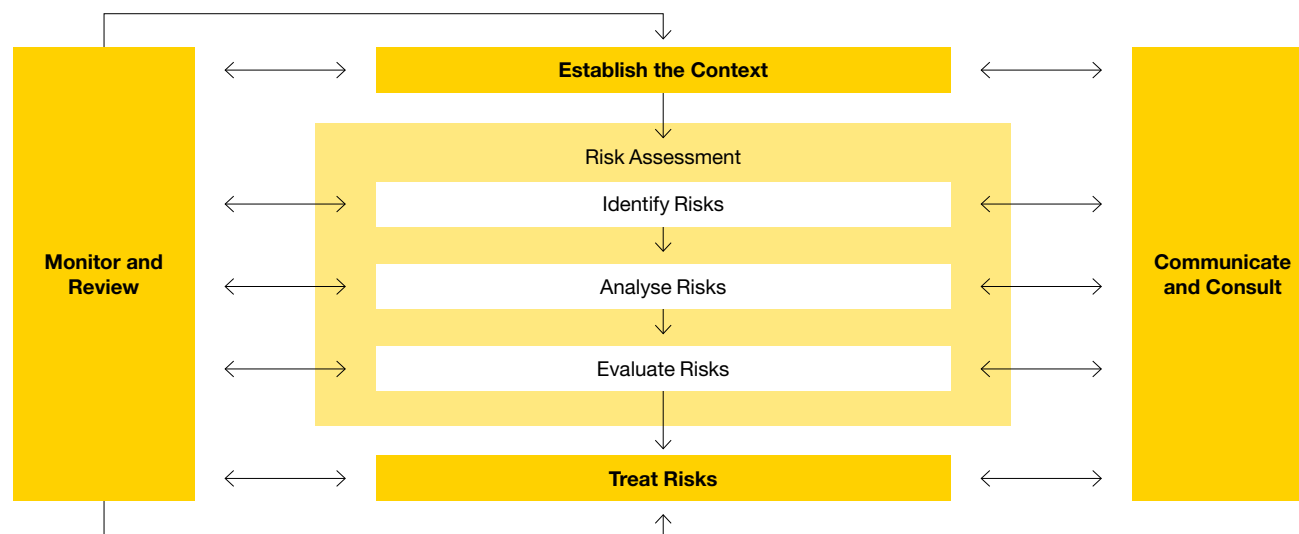 Establish the Context
Risk Assessment
Identify Risks
Monitor and
Review
Analyse Risks
Communicate
and Consult
Evaluate Risks
Treat Risks